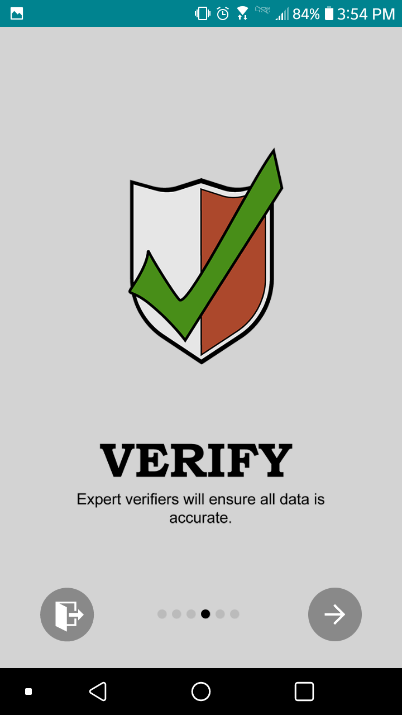 84% 3:54 PM
VERIFY
Expert verifiers will ensure all data is
accurate.